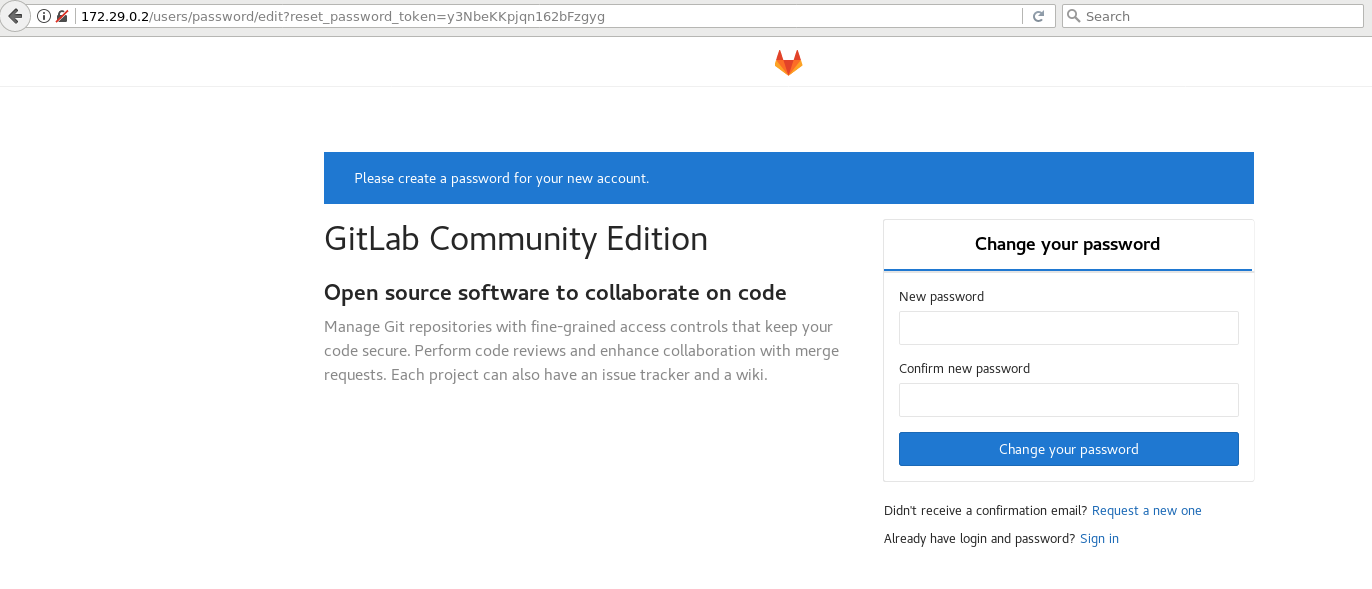 172.29.0.2/users/password/edit?reset_password_token=y3NbeKKpjqn162bFzgyg
Search
Please create a password for your new account.
GitLab Community Edition
Open source software to collaborate on code
Manage Git repositories with fine-grained access controls that keep your
code secure. Perform code reviews and enhance collaboration with merge
requests. Each project can also have an issue tracker and a wiki.
Change your password
New password
Confirm new password
Change your password
Didn't receive a confirmation email? Request a new one
Already have login and password? Sign in